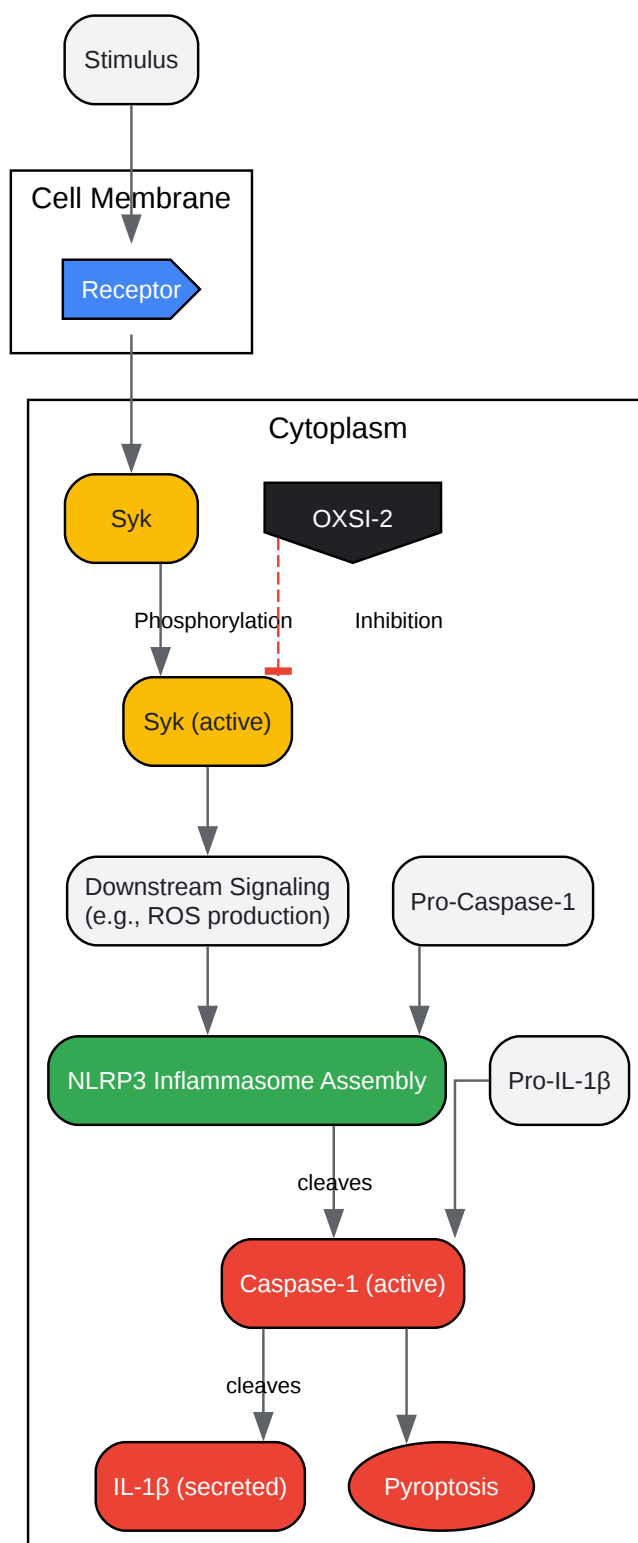 Stimulus
Cell Membrane
Receptor
Cytoplasm
Syk
OXSI-2
Phosphorylation
Inhibition
Syk (active)
Downstream Signaling
(e.g., ROS production)
Pro-Caspase-1
NLRP3 Inflammasome Assembly
Pro-IL-1β
cleaves
Caspase-1 (active)
cleaves
IL-1β (secreted)
Pyroptosis